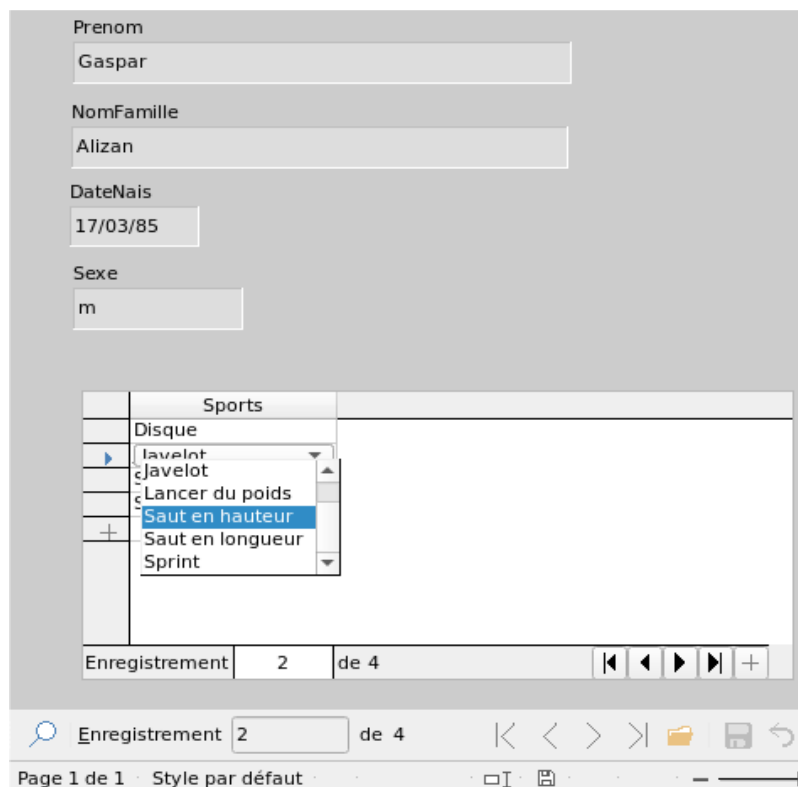 Prenom
Gaspar
NomFamille
Alizan
DateNais
17/03/85
Sexe
m
Sports
Disque
Javelot
Javelot
Lancer du poids
Saut en hauteur
Saut en longueur
Sprint
Enregistrement 2 de 4
Enregistrement 2 de 4
Page 1 de 1 Style par défaut